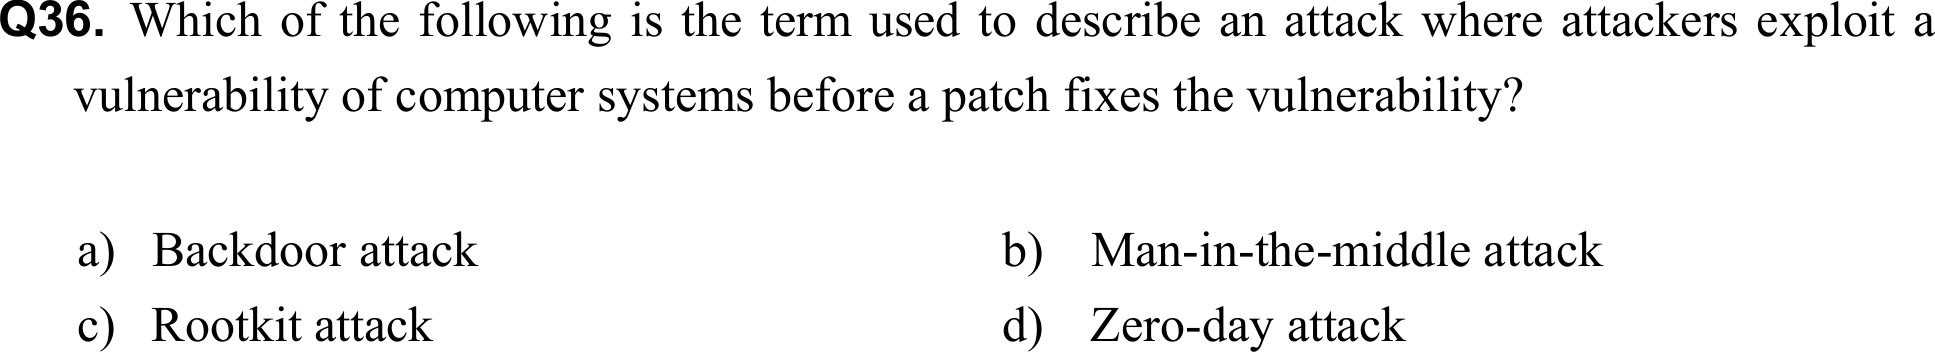 Q36. Which of the following is the term used to describe an attack where attackers exploit a
vulnerability of computer systems before a patch fixes the vulnerability?
a) Backdoor attack b) Man-in-the-middle attack
c) Rootkit attack d) Zero-day attack